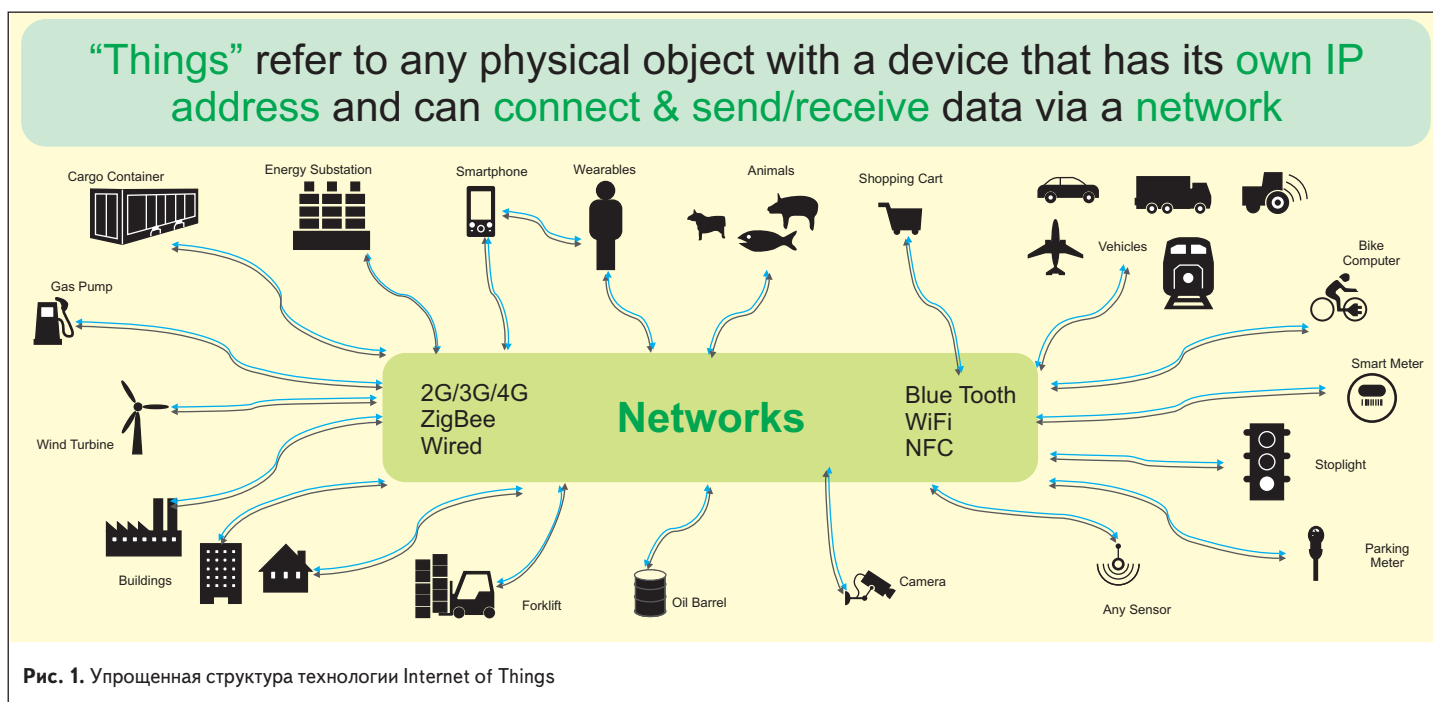 “Things” refer to any physical object with a device that has its own IP
address and can connect & send/receive data via a network
Cargo Container
Energy Substation
Smartphone
Wearables
Animals
Shopping Cart
Vehicles
Bike
Computer
Gas Pump
Smart Meter
Wind Turbine
2G/3G/4G
ZigBee
Wired
Networks
Blue Tooth
WiFi
NFC
Stoplight
Buildings
Forklift
Oil Barrel
Camera
Any Sensor
Parking
Meter
Рис. 1. Упрощенная структура технологии Internet of Things